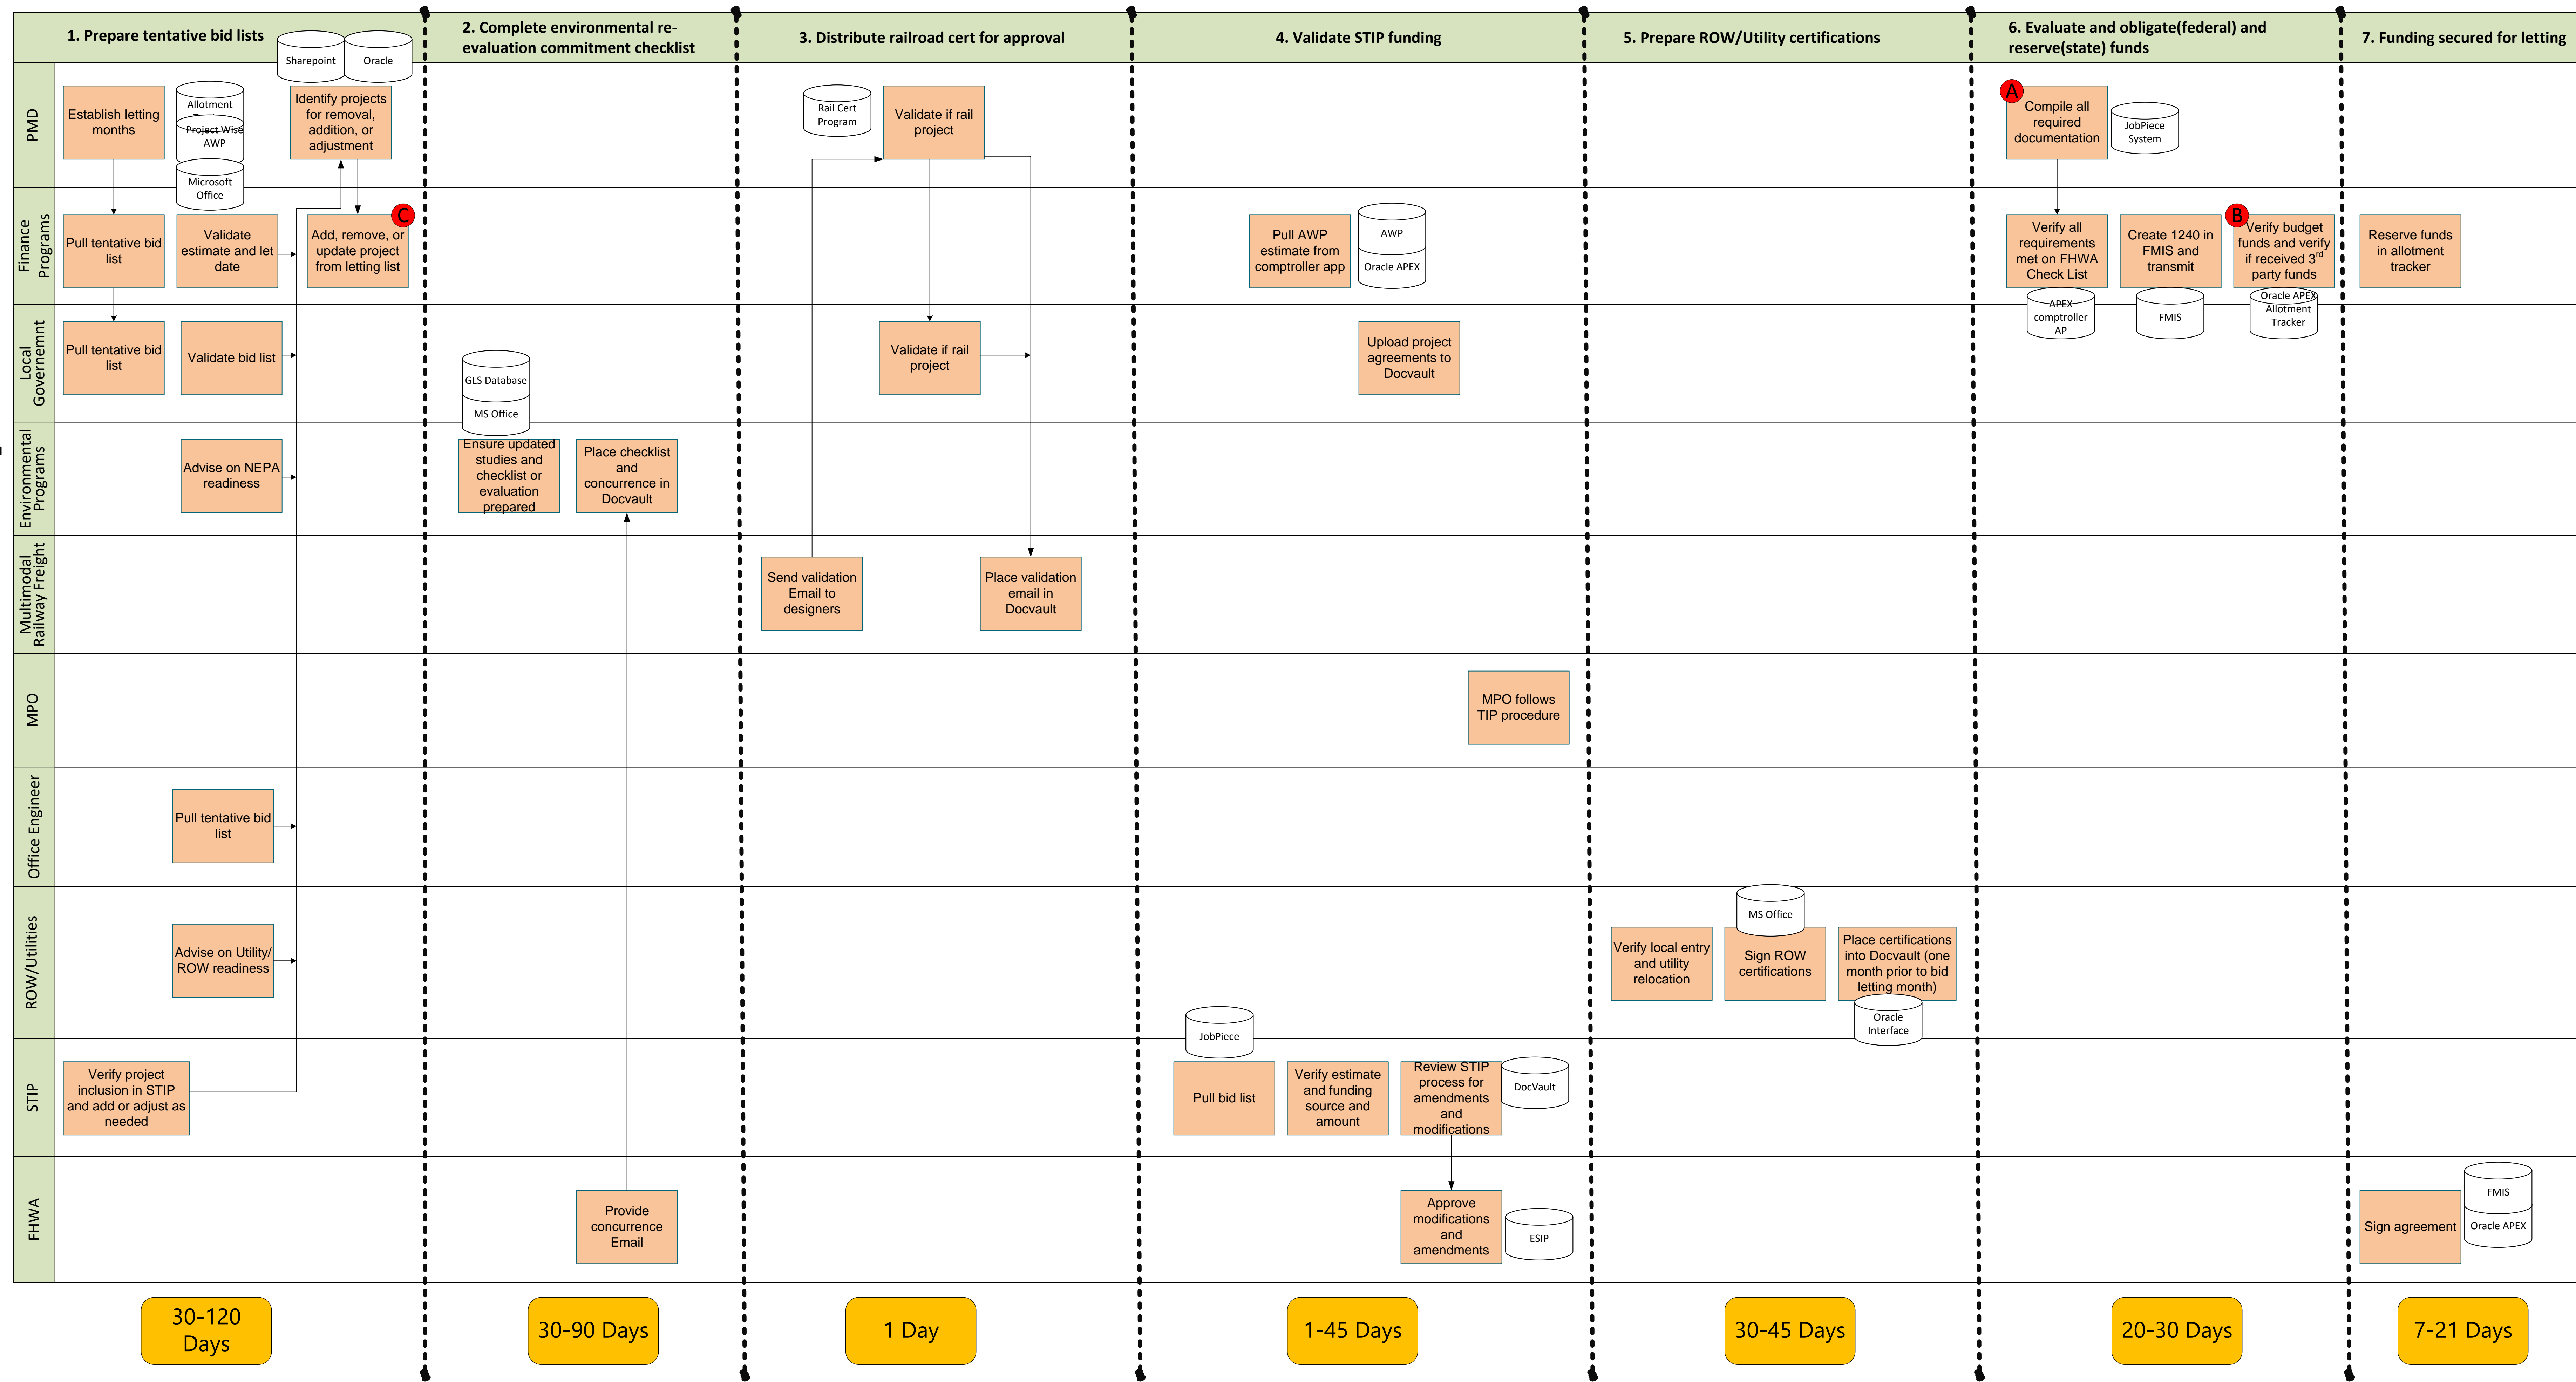 1. Prepare tentative bid lists
2. Complete environmental re-
evaluation commitment checklist
3. Distribute railroad cert for approval
4. Validate STIP funding
5. Prepare ROW/Utility certifications
6. Evaluate and obligate(federal) and
reserve(state) funds
7. Funding secured for letting
Sharepoint
Oracle
PMD
Establish letting
months
Allotment
Project Wise
AWP
Microsoft
Office
Identify projects
for removal,
addition, or
adjustment
Rail Cert
Program
Validate if rail
project
A
Compile all
required
documentation
JobPiece
System
Finance
Programs
Pull tentative bid
list
Validate
estimate and let
date
C
Add, remove, or
update project
from letting list
Pull AWP
estimate from
comptroller app
AWP
Oracle APEX
Verify all
requirements
met on FHWA
Check List
Create 1240 in
FMIS and
transmit
B
Verify budget
funds and verify
if received 3rd
party funds
Reserve funds
in allotment
tracker
APEX
comptroller
AP
FMIS
Oracle APEX
Allotment
Tracker
Local
Governemnt
Pull tentative bid
list
Validate bid list
Validate if rail
project
Upload project
agreements to
Docvault
GLS Database
MS Office
Environmental
Programs
Advise on NEPA
readiness
Ensure updated
studies and
checklist or
evaluation
prepared
Place checklist
and
concurrence in
Docvault
Multimodal
Railway Freight
Send validation
Email to
designers
Place validation
email in
Docvault
MPO
MPO follows
TIP procedure
Office Engineer
Pull tentative bid
list
ROW/Utilities
Advise on Utility/
ROW readiness
MS Office
Verify local entry
and utility
relocation
Sign ROW
certifications
Place certifications
into Docvault (one
month prior to bid
letting month)
Oracle
Interface
JobPiece
STIP
Verify project
inclusion in STIP
and add or adjust as
needed
Pull bid list
Verify estimate
and funding
source and
amount
Review STIP
process for
amendments
and
modifications
DocVault
FHWA
Provide
concurrence
Email
Approve
modifications
and
amendments
ESIP
Sign agreement
FMIS
Oracle APEX
30-120
Days
30-90 Days
1 Day
1-45 Days
30-45 Days
20-30 Days
7-21 Days